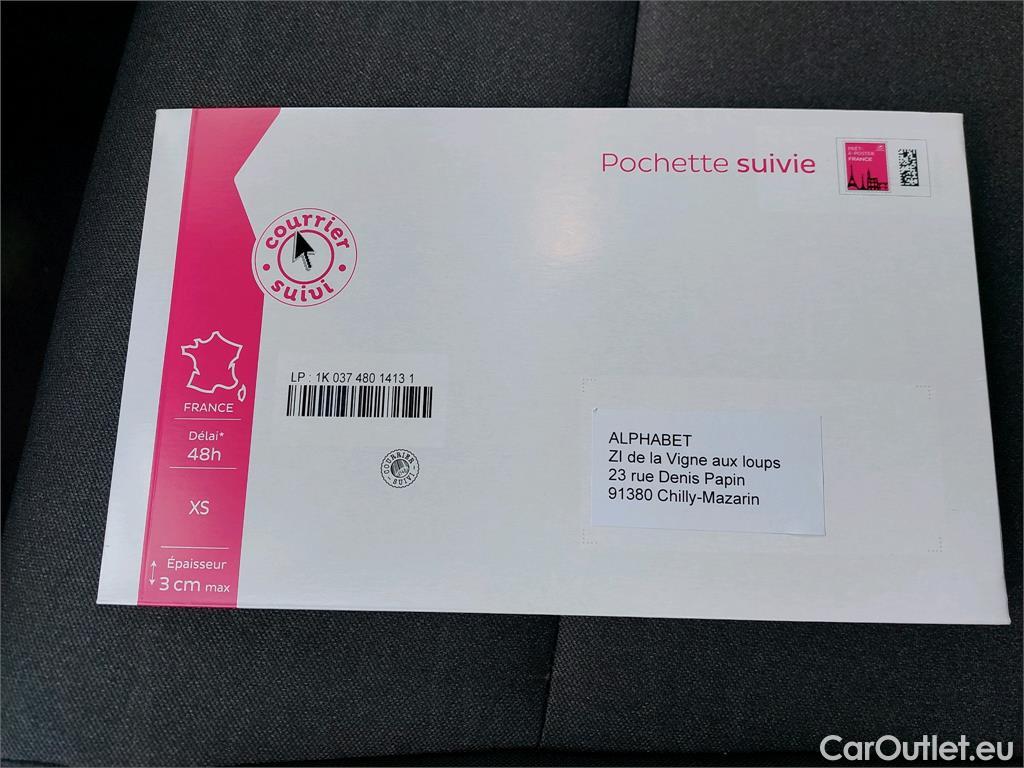 Pochette suivie
PRÊT-
À-POSTER
FRANCE
courrier
suivi
LP : 1K 037 480 1413 1
FRANCE
Délai*
48h
COURRIER
SUIVI
XS
Épaisseur
3 cm max
ALPHABET
ZI de la Vigne aux loups
23 rue Denis Papin
91380 Chilly-Mazarin
CarOutlet.eu